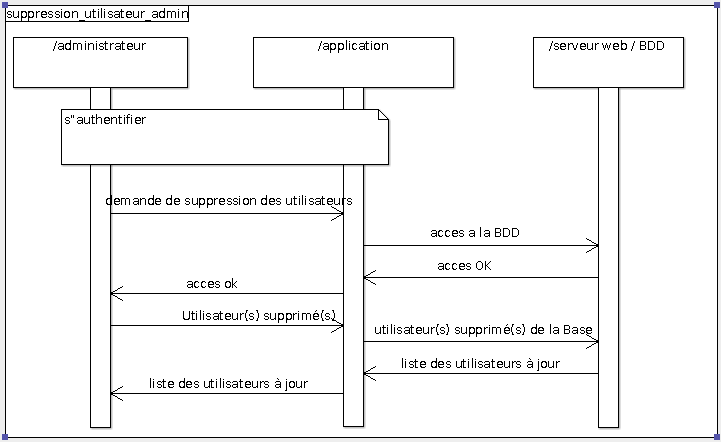 suppression_utilisateur_admin
/administrateur
/application
/serveur web / BDD
s"authentifier
demande de suppression des utilisateurs
acces a la BDD
acces OK
acces ok
Utilisateur(s) supprimé(s)
utilisateur(s) supprimé(s) de la Base
liste des utilisateurs à jour
liste des utilisateurs à jour